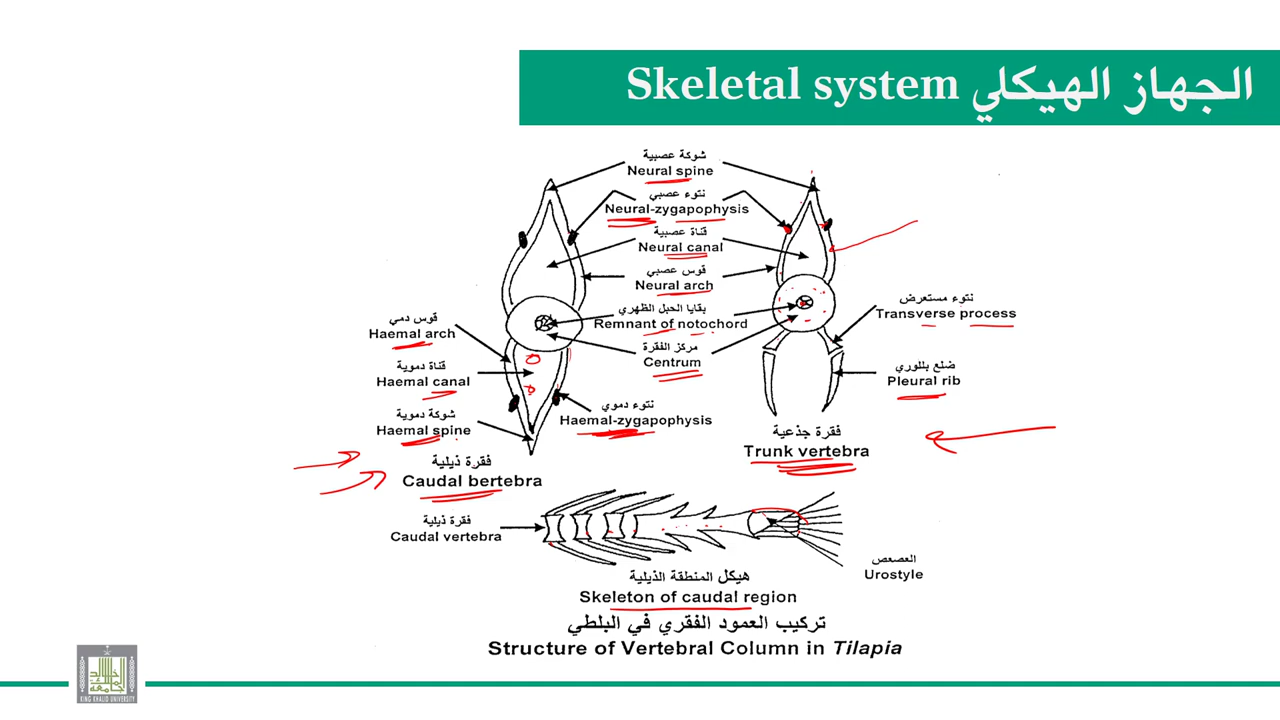 الجهاز الهيكلي Skeletal system
شوكة عصبية
Neural spine
نتوء عصبي
Neural-zygapophysis
قناة عصبية
Neural canal
قوس عصبي
Neural arch
بقايا الحبل الظهري
Remnant of notochord
مركز الفقرة
Centrum
قوس دمي
Haemal arch
قناة دموية
Haemal canal
شوكة دموية
Haemal spine
نتوء دموي
Haemal-zygapophysis
نتوء مستعرض
Transverse process
ضلع بللوري
Pleural rib
فقرة ذيلية
Caudal bertebra
فقرة جذعية
Trunk vertebra
فقرة ذيلية
Caudal vertebra
العصعص
Urostyle
هيكل المنطقة الذيلية
Skeleton of caudal region
تركيب العمود الفقري في البلطي
Structure of Vertebral Column in Tilapia
KING KHALID UNIVERSITY